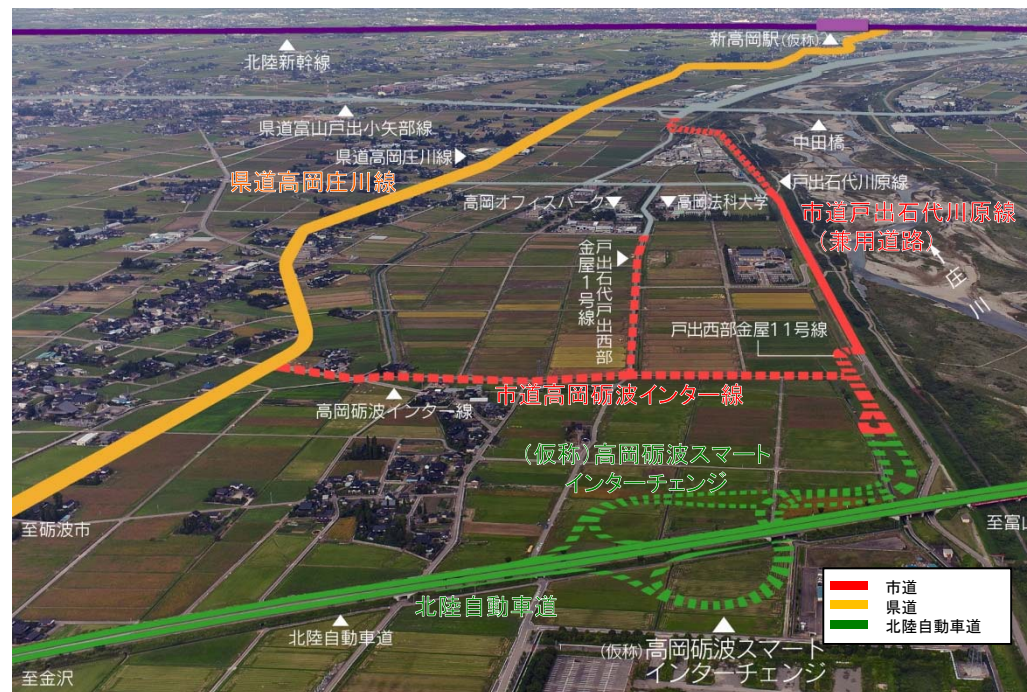 新高岡駅(仮称)
北陸新幹線
県道富山戸出小矢部線
中田橋
県道高岡庄川線
県道高岡庄川線
戸出石代川原線
高岡オフィスパーク
高岡法科大学
市道戸出石代川原線
(兼用道路)
庄川
戸出石代戸出西部
金屋1号線
戸出西部金屋11号線
市道高岡砺波インター線
高岡砺波インター線
(仮称)高岡砺波スマート
インターチェンジ
至砺波市
至富山
北陸自動車道
北陸自動車道
市道
県道
北陸自動車道
(仮称)高岡砺波スマート
インターチェンジ
至金沢